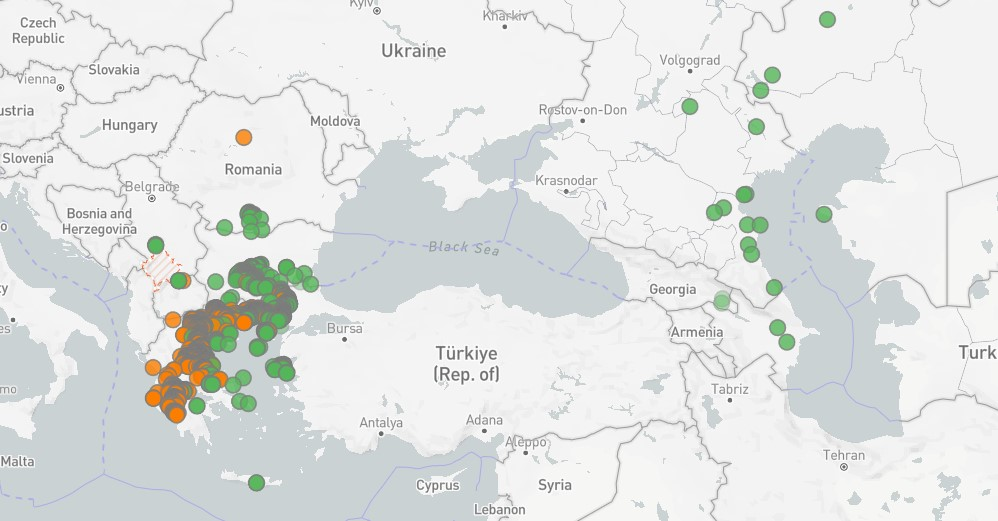 Kyiv
Kharkiv
Czech
Republic
Ukraine
Slovakia
Vienna
Volgograd
ustria
Rostov-on-Don
Hungary
Moldova
Slovenia
Romania
Krasnodar
Belgrade
Bosnia and
Herzegovina
Black Sea
Georgia
Bursa
Armenia
Türkiye
(Rep. of)
Turk
Tabriz
Antalya
Adana
Aleppo
Tehran
Malta
Cyprus
Syria
Lebanon